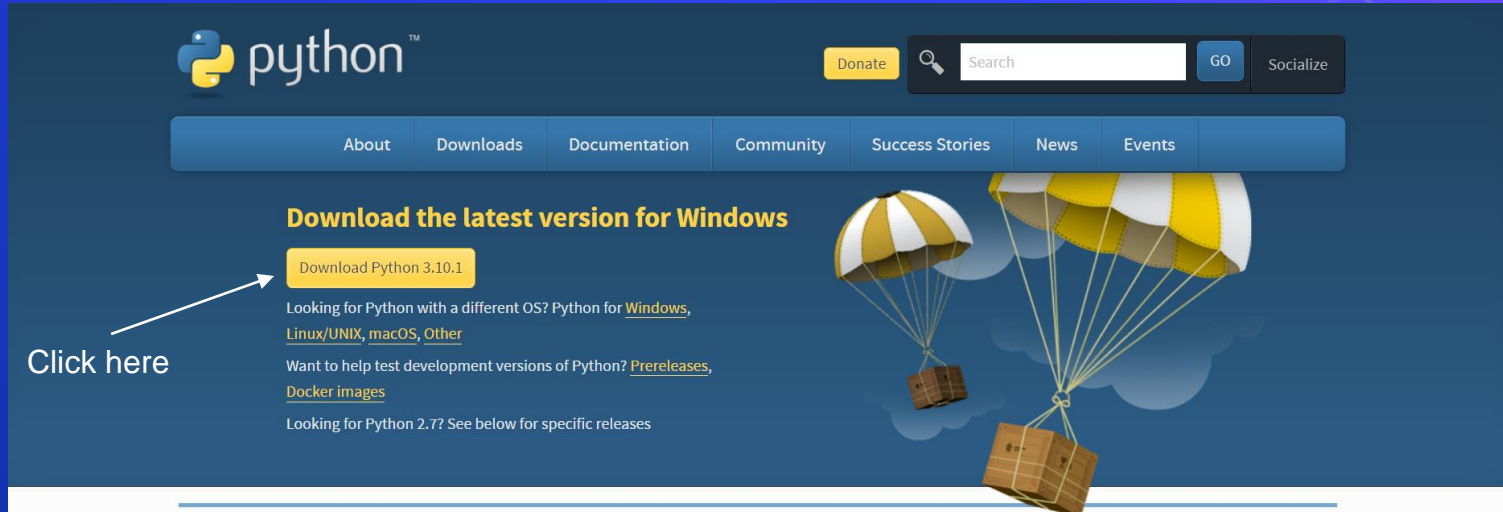 python™
Donate
Search
GO
Socialize
About Downloads Documentation Community Success Stories News Events
Download the latest version for Windows
Download Python 3.10.1
Looking for Python with a different OS? Python for Windows,
Linux/UNIX, macOS, Other
Click here
Want to help test development versions of Python? Prereleases,
Docker images
Looking for Python 2.7? See below for specific releases